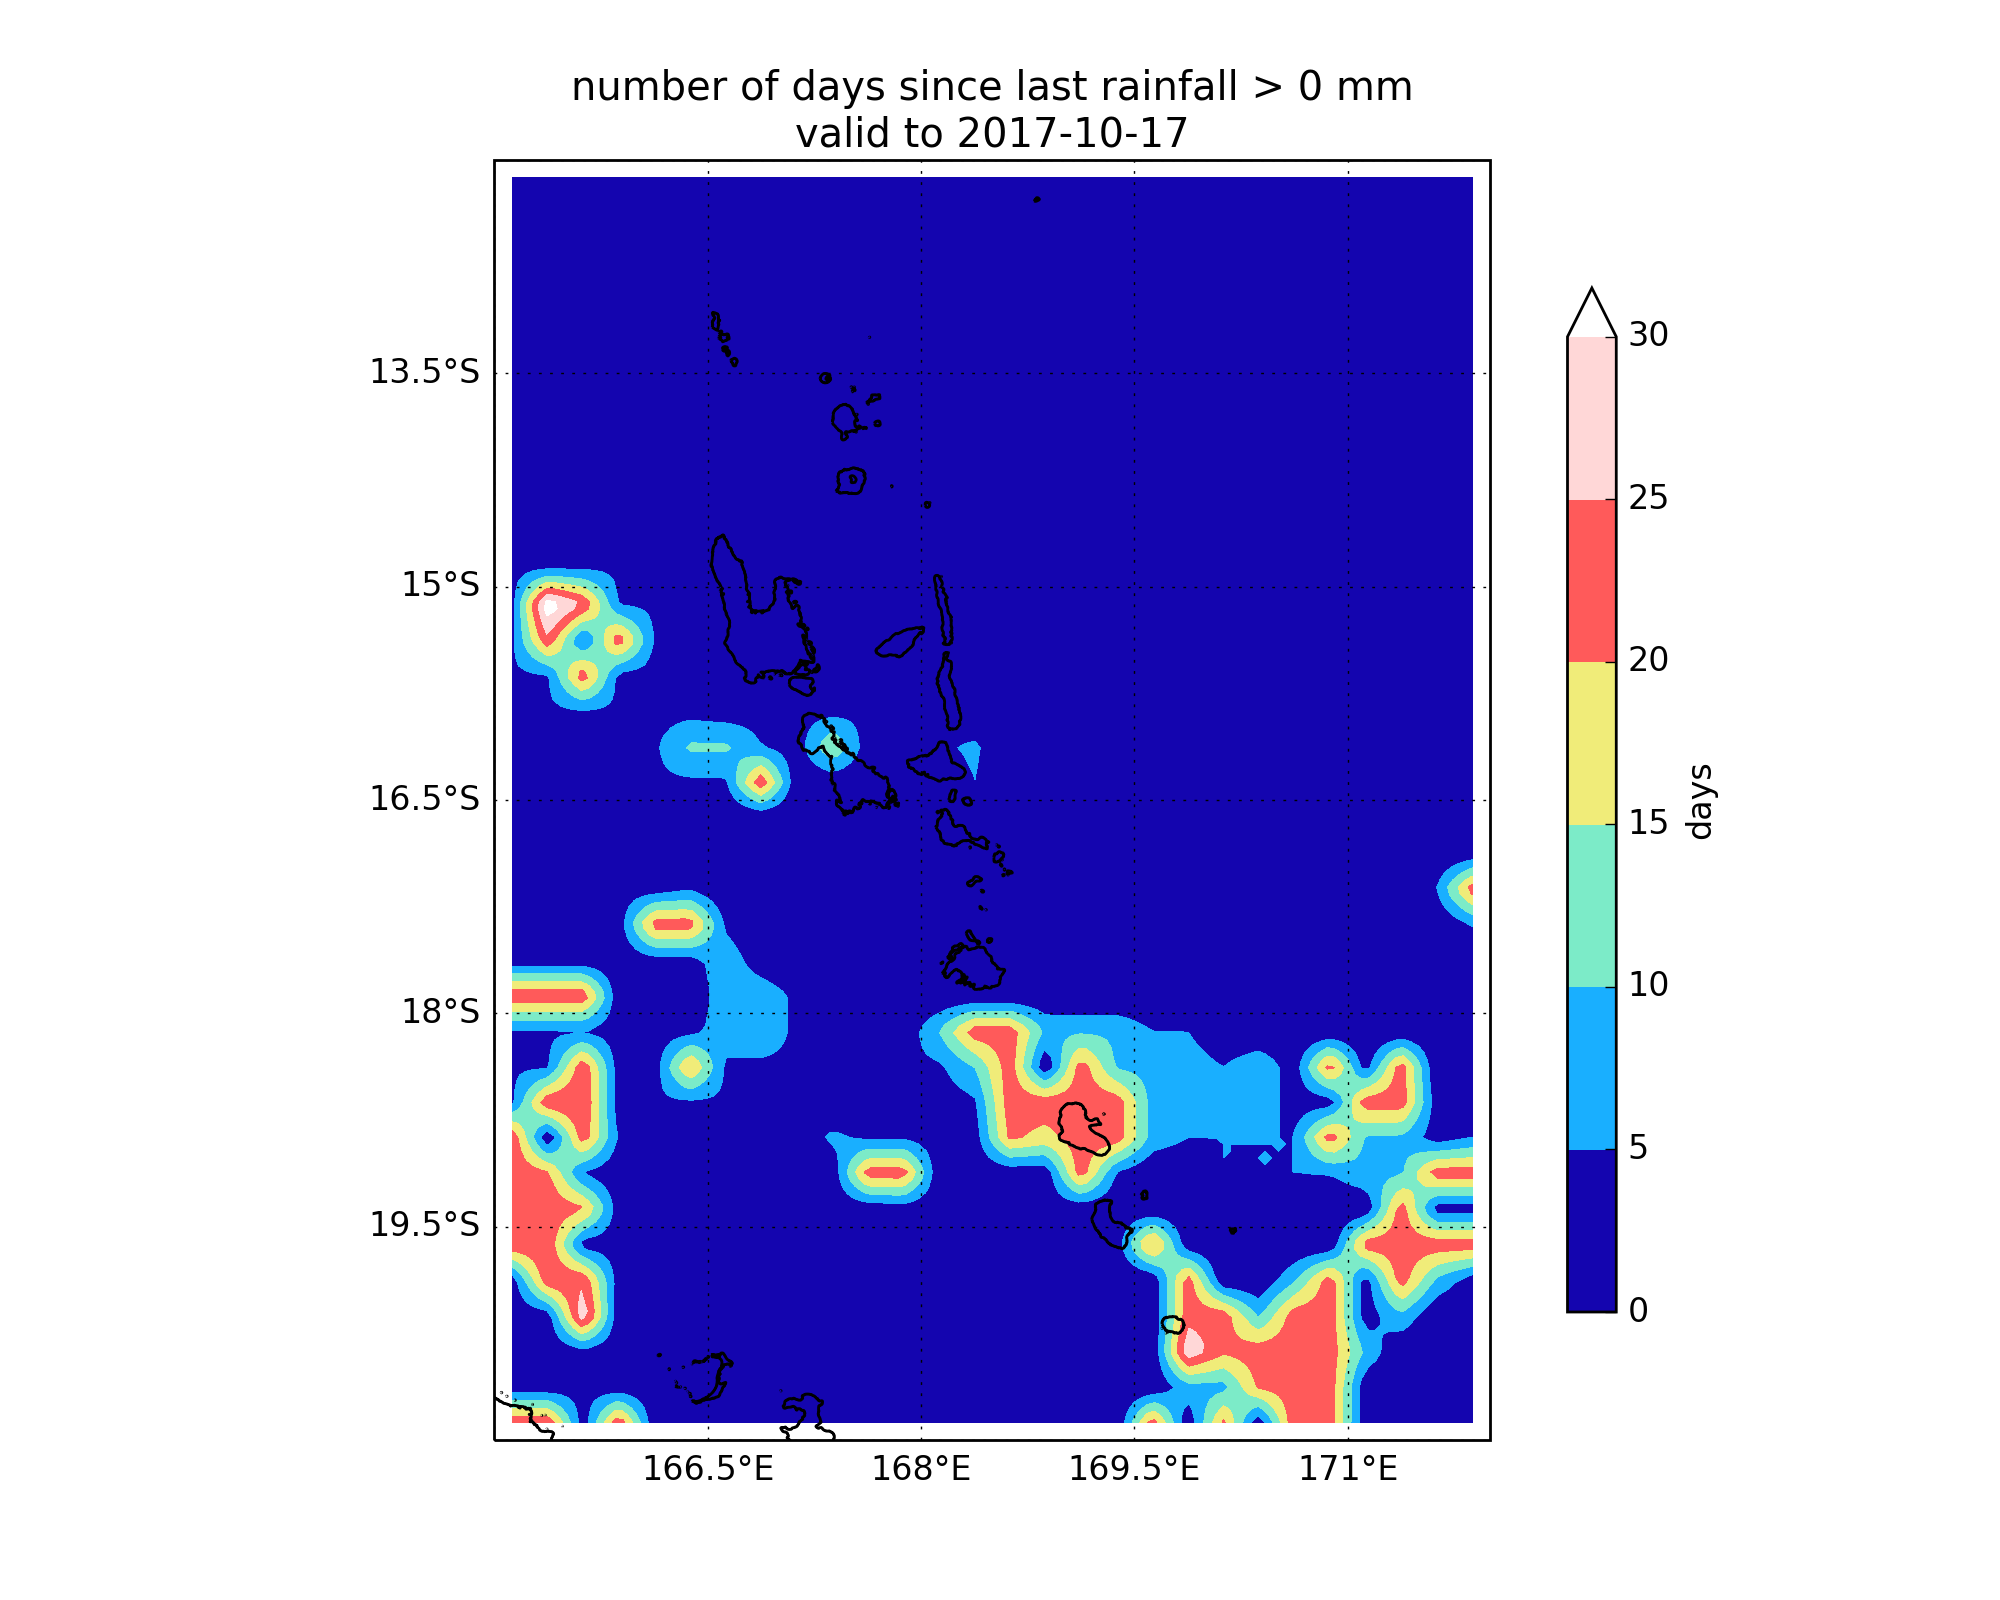 number of days since last rainfall > 0 mm
valid to 2017-10-17
13.5°S
15°S
16.5°S
18°S
19.5°S
166.5°E
168°E
169.5°E
171°E
30
25
20
15
10
5
0
days